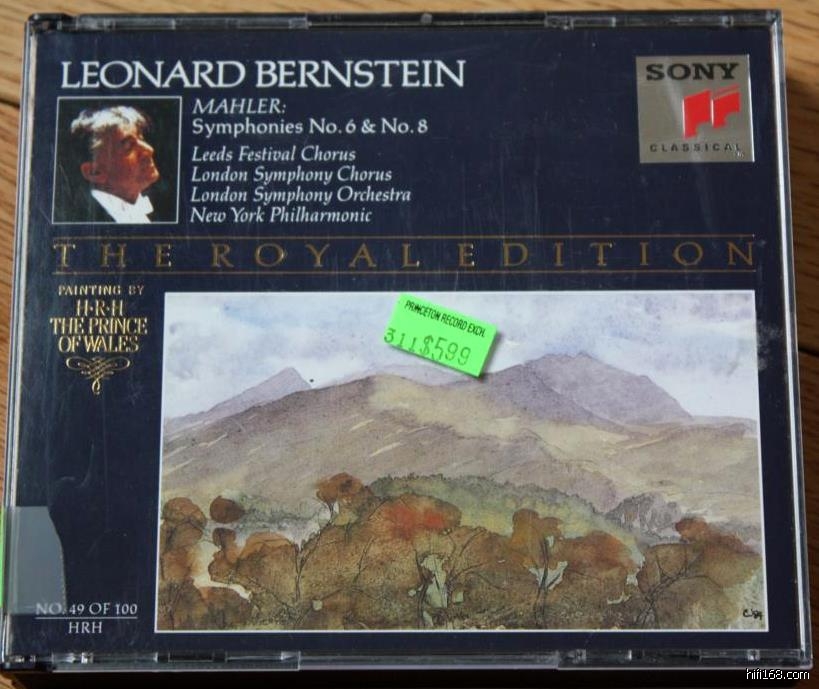 LEONARD BERNSTEIN
MAHLER:
Symphonies No. 6 & No. 8
Leeds Festival Chorus
London Symphony Chorus
London Symphony Orchestra
New York Philharmonic
SONY
CLASSICAL
THE ROYAL EDITION
PAINTING BY
H·R·H
THE PRINCE
OF WALES
PRINCETON RECORD EXCH.
311$599
C'84
NO. 49 OF 100
HRH
hifi168.com